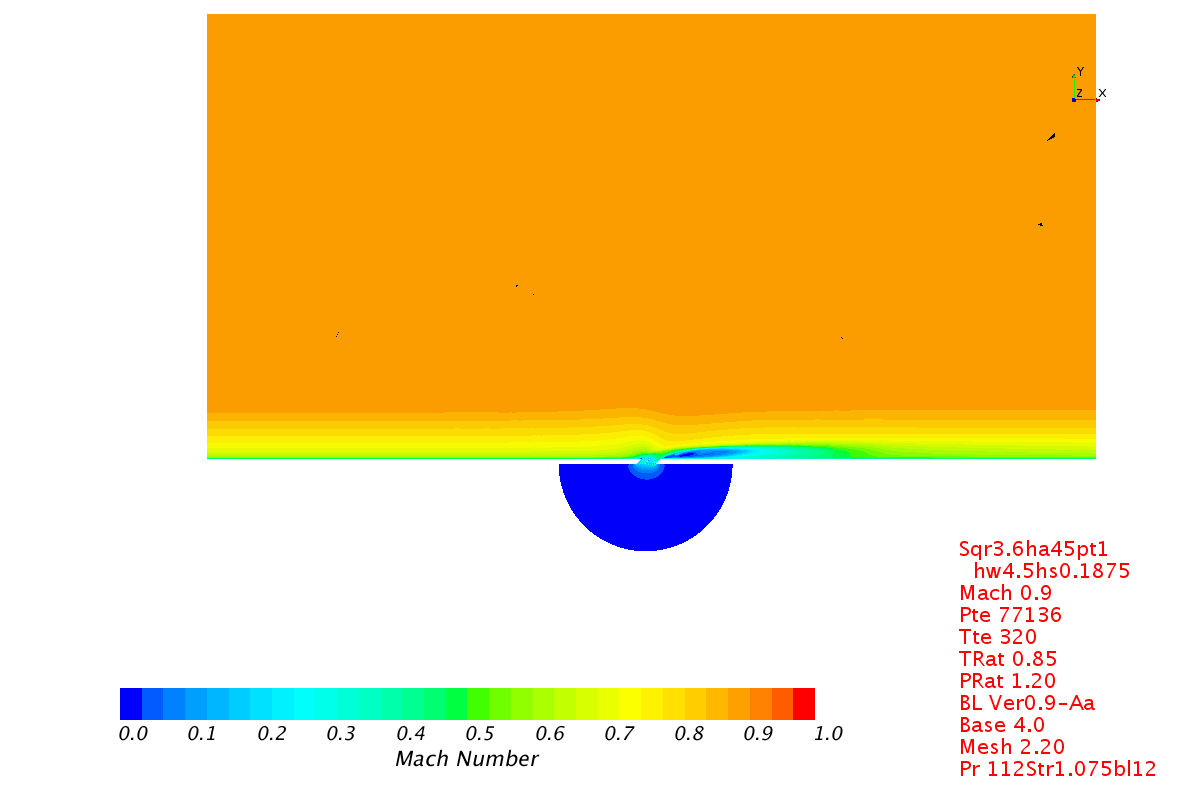 Y
Z X
Sqr3.6ha45pt1
hw4.5hs0.1875
Mach 0.9
Pte 77136
Tte 320
TRat 0.85
PRat 1.20
BL Ver0.9-Aa
Base 4.0
Mesh 2.20
Pr 112Str1.075bl12
0.0 0.1 0.2 0.3 0.4 0.5 0.6 0.7 0.8 0.9 1.0
Mach Number